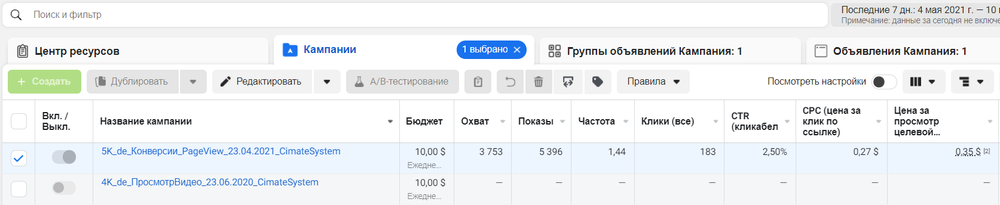 Поиск и фильтр
Последние 7 дн.: 4 мая 2021 г. — 10
Примечание: данные за сегодня не включе
Центр ресурсов
Кампании
1 выбрано
Группы объявлений Кампания: 1
Объявления Кампания: 1
+ Создать
Дублировать
Редактировать
A/B-тестирование
Правила
Посмотреть настройки
Вкл. / Выкл.
Название кампании
Бюджет
Охват
Показы
Частота
Клики (все)
CTR (кликабел
CPC (цена за клик по ссылке)
Цена за просмотр целевой...
5K_de_Конверсии_PageView_23.04.2021_CimateSystem
10,00 $
Ежедне...
3 753
5 396
1,44
183
2,50%
0,27 $
0,35 $ [2]
4K_de_ПросмотрВидео_23.06.2020_CimateSystem
10,00 $
Ежедне...
—
—
—
—
—
—
—